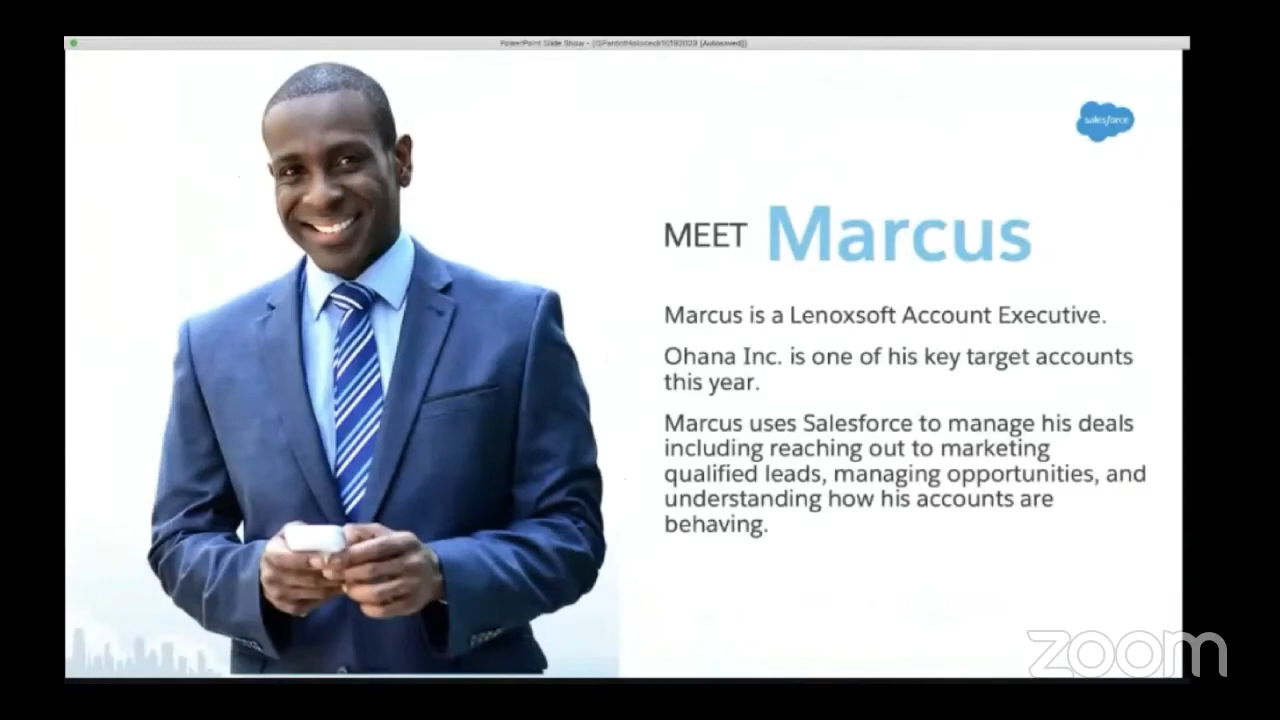 salesforce
MEET Marcus
Marcus is a Lenoxsoft Account Executive.
Ohana Inc. is one of his key target accounts
this year.
Marcus uses Salesforce to manage his deals
including reaching out to marketing
qualified leads, managing opportunities, and
understanding how his accounts are
behaving.
zoom